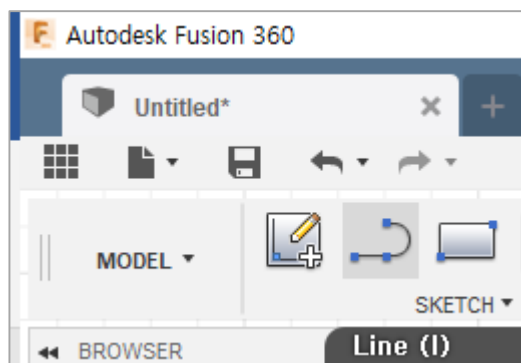 Autodesk Fusion 360
Untitled*
MODEL
SKETCH
BROWSER
Line (l)